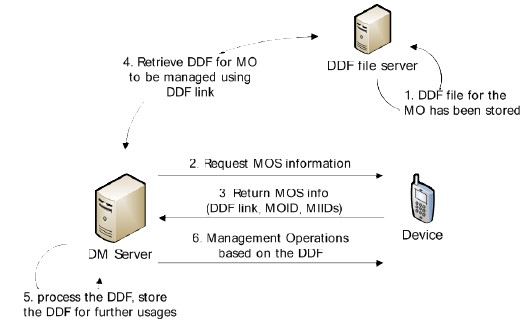 4. Retrieve DDF for MO
to be managed using
DDF link
DDF file server
1. DDF file for the
MO has been stored
2. Request MOS information
3 Return MOS info
(DDF link, MOID, MIIDs)
Device
DM Server
6. Management Operations
based on the DDF
5. process the DDF, store
the DDF for further usages